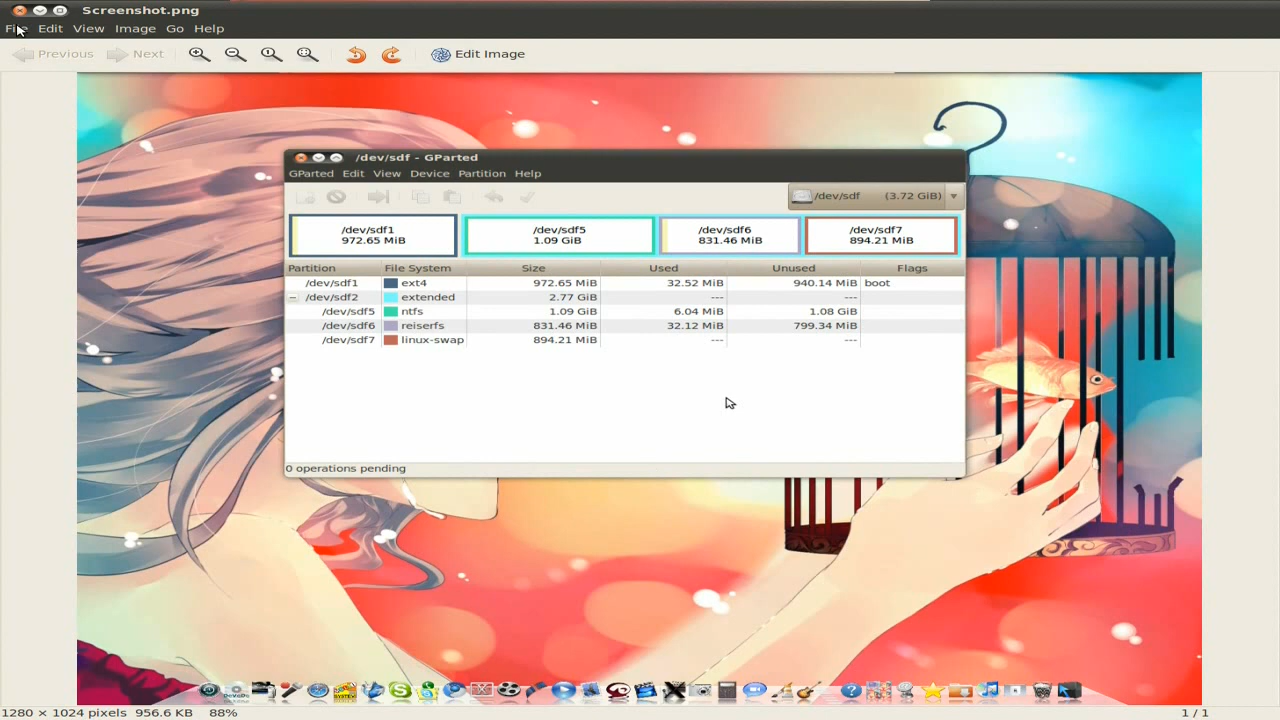 Screenshot.png
File Edit View Image Go Help
Previous Next Edit Image
/dev/sdf - GParted
GParted Edit View Device Partition Help
/dev/sdf (3.72 GiB)
/dev/sdf1 /dev/sdf5 /dev/sdf6 /dev/sdf7
972.65 MiB 1.09 GiB 831.46 MiB 894.21 MiB
Partition File System Size Used Unused Flags
/dev/sdf1 ext4 972.65 MiB 32.52 MiB 940.14 MiB boot
/dev/sdf2 extended 2.77 GiB --- ---
/dev/sdf5 ntfs 1.09 GiB 6.04 MiB 1.08 GiB
/dev/sdf6 reiserfs 831.46 MiB 32.12 MiB 799.34 MiB
/dev/sdf7 linux-swap 894.21 MiB --- ---
0 operations pending
1280 × 1024 pixels 956.6 KB 88% 1 / 1